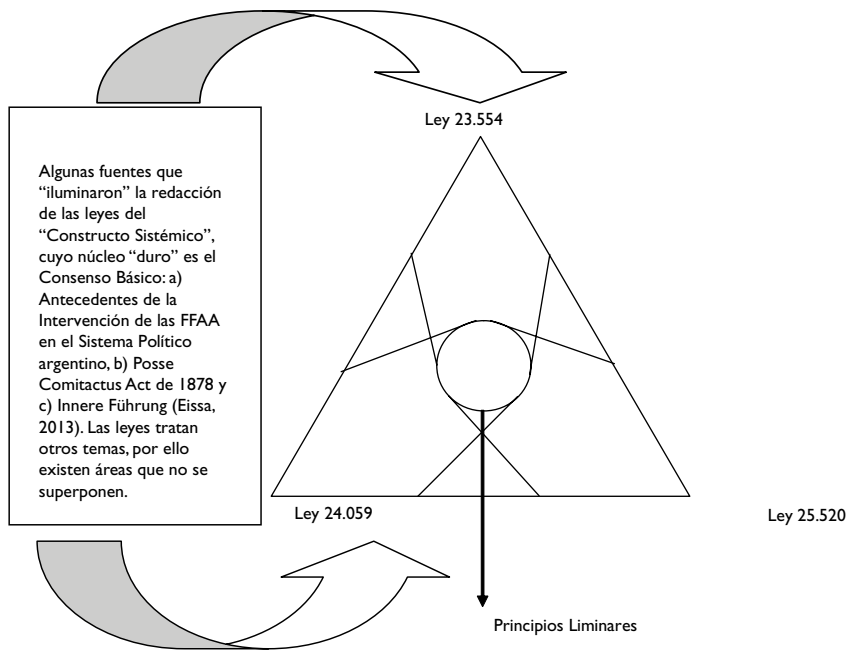 Ley 23.554
Algunas fuentes que
“iluminaron” la redacción
de las leyes del
“Constructo Sistémico”,
cuyo núcleo “duro” es el
Consenso Básico: a)
Antecedentes de la
Intervención de las FFAA
en el Sistema Político
argentino, b) Posse
Comitactus Act de 1878 y
c) Innere Führung (Eissa,
2013). Las leyes tratan
otros temas, por ello
existen áreas que no se
superponen.
Ley 24.059
Ley 25.520
Principios Liminares